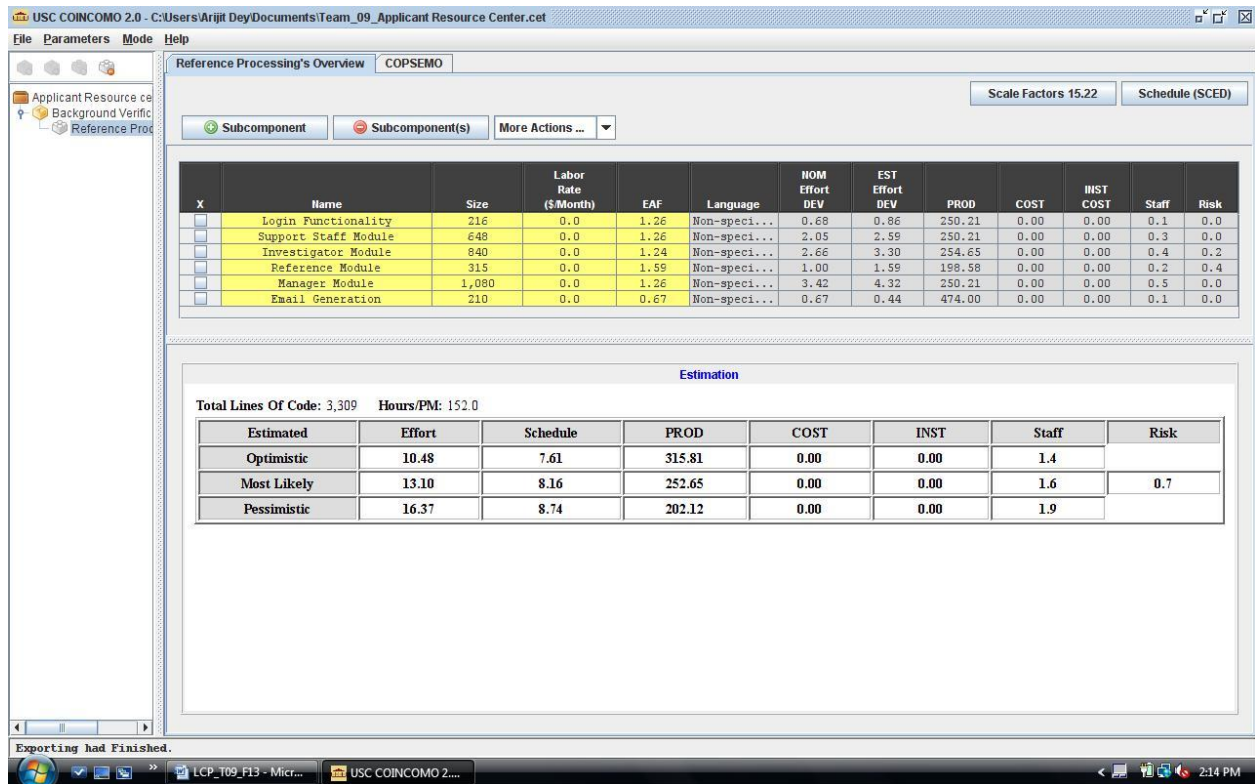 USC COINCOMO 2.0 - C:\Users\Arijit Dey\Documents\Team_09_Applicant Resource Center.cet
File Parameters Mode Help
Reference Processing's Overview COPSEMO
Scale Factors 15.22 Schedule (SCED)
Applicant Resource ce
Background Verific
Reference Proc
Subcomponent Subcomponent(s) More Actions ...
X Name Size Labor Rate ($/Month) EAF Language NOM Effort DEV EST Effort DEV PROD COST INST COST Staff Risk
Login Functionality 216 0.0 1.26 Non-speci... 0.68 0.86 250.21 0.00 0.00 0.1 0.0
Support Staff Module 648 0.0 1.26 Non-speci... 2.05 2.59 250.21 0.00 0.00 0.3 0.0
Investigator Module 840 0.0 1.24 Non-speci... 2.66 3.30 254.65 0.00 0.00 0.4 0.2
Reference Module 315 0.0 1.59 Non-speci... 1.00 1.59 198.58 0.00 0.00 0.2 0.4
Manager Module 1,080 0.0 1.26 Non-speci... 3.42 4.32 250.21 0.00 0.00 0.5 0.0
Email Generation 210 0.0 0.67 Non-speci... 0.67 0.44 474.00 0.00 0.00 0.1 0.0
Estimation
Total Lines Of Code: 3,309 Hours/PM: 152.0
Estimated Effort Schedule PROD COST INST Staff Risk
Optimistic 10.48 7.61 315.81 0.00 0.00 1.4
Most Likely 13.10 8.16 252.65 0.00 0.00 1.6 0.7
Pessimistic 16.37 8.74 202.12 0.00 0.00 1.9
Exporting had Finished.
LCP_T09_F13 - Micr... USC COINCOMO 2.... 2:14 PM